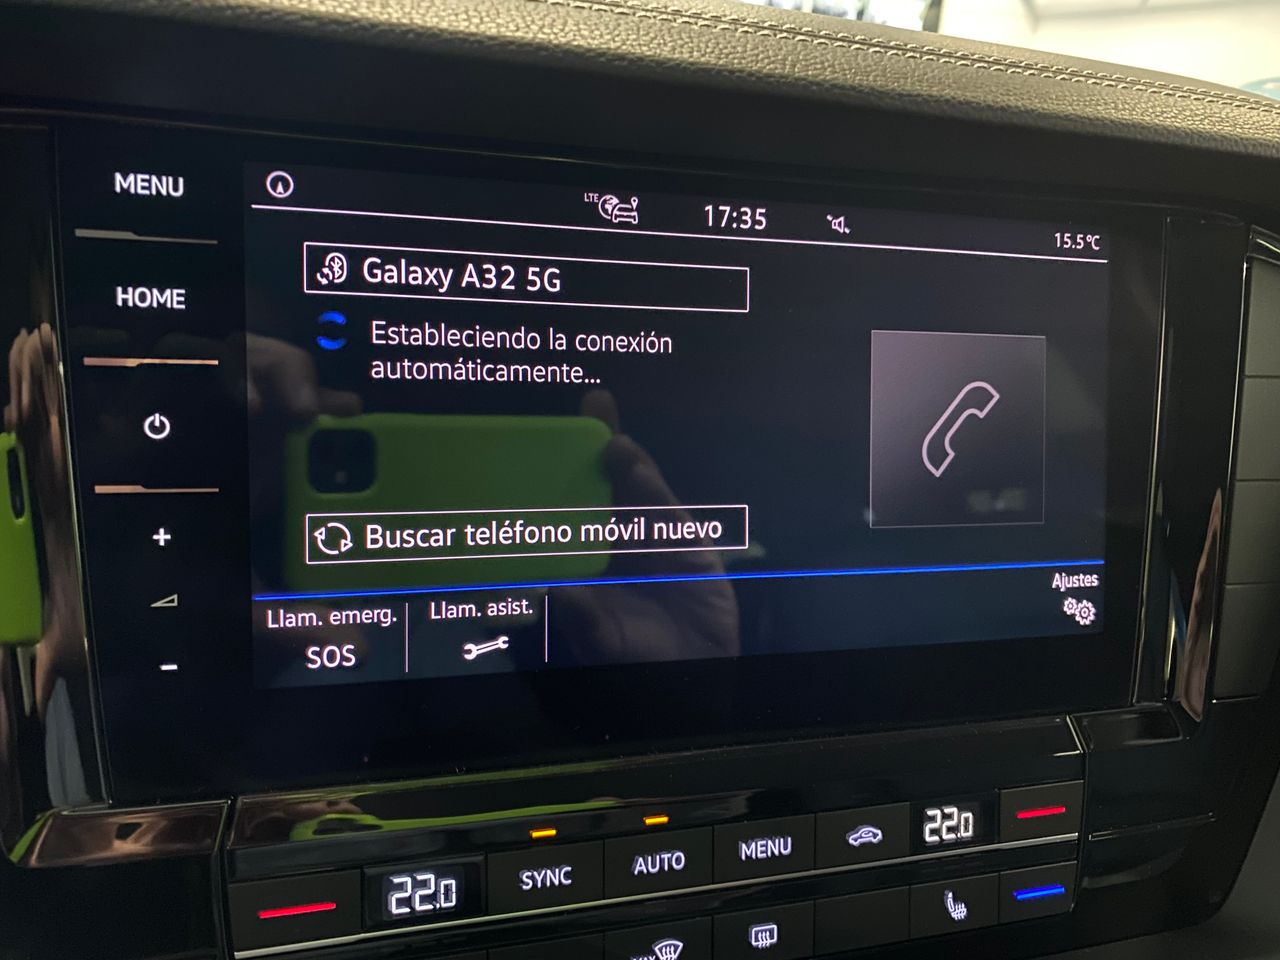 MENU
HOME
LTE
17:35
15.5°C
Galaxy A32 5G
Estableciendo la conexión
automáticamente...
Buscar teléfono móvil nuevo
Llam. emerg.
SOS
Llam. asist.
Ajustes
22.0
SYNC
AUTO
MENU
22.0
MAX